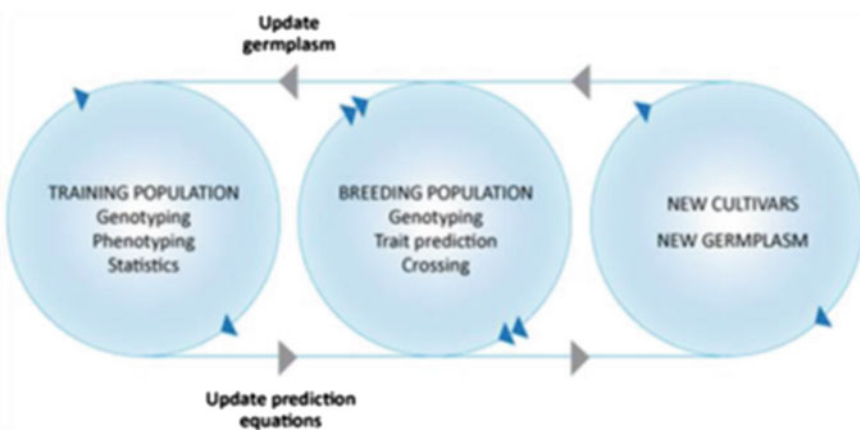 Update
germplasm
TRAINING POPULATION
Genotyping
Phenotyping
Statistics
BREEDING POPULATION
Genotyping
Trait prediction
Crossing
NEW CULTIVARS
NEW GERMPLASM
Update prediction
equations